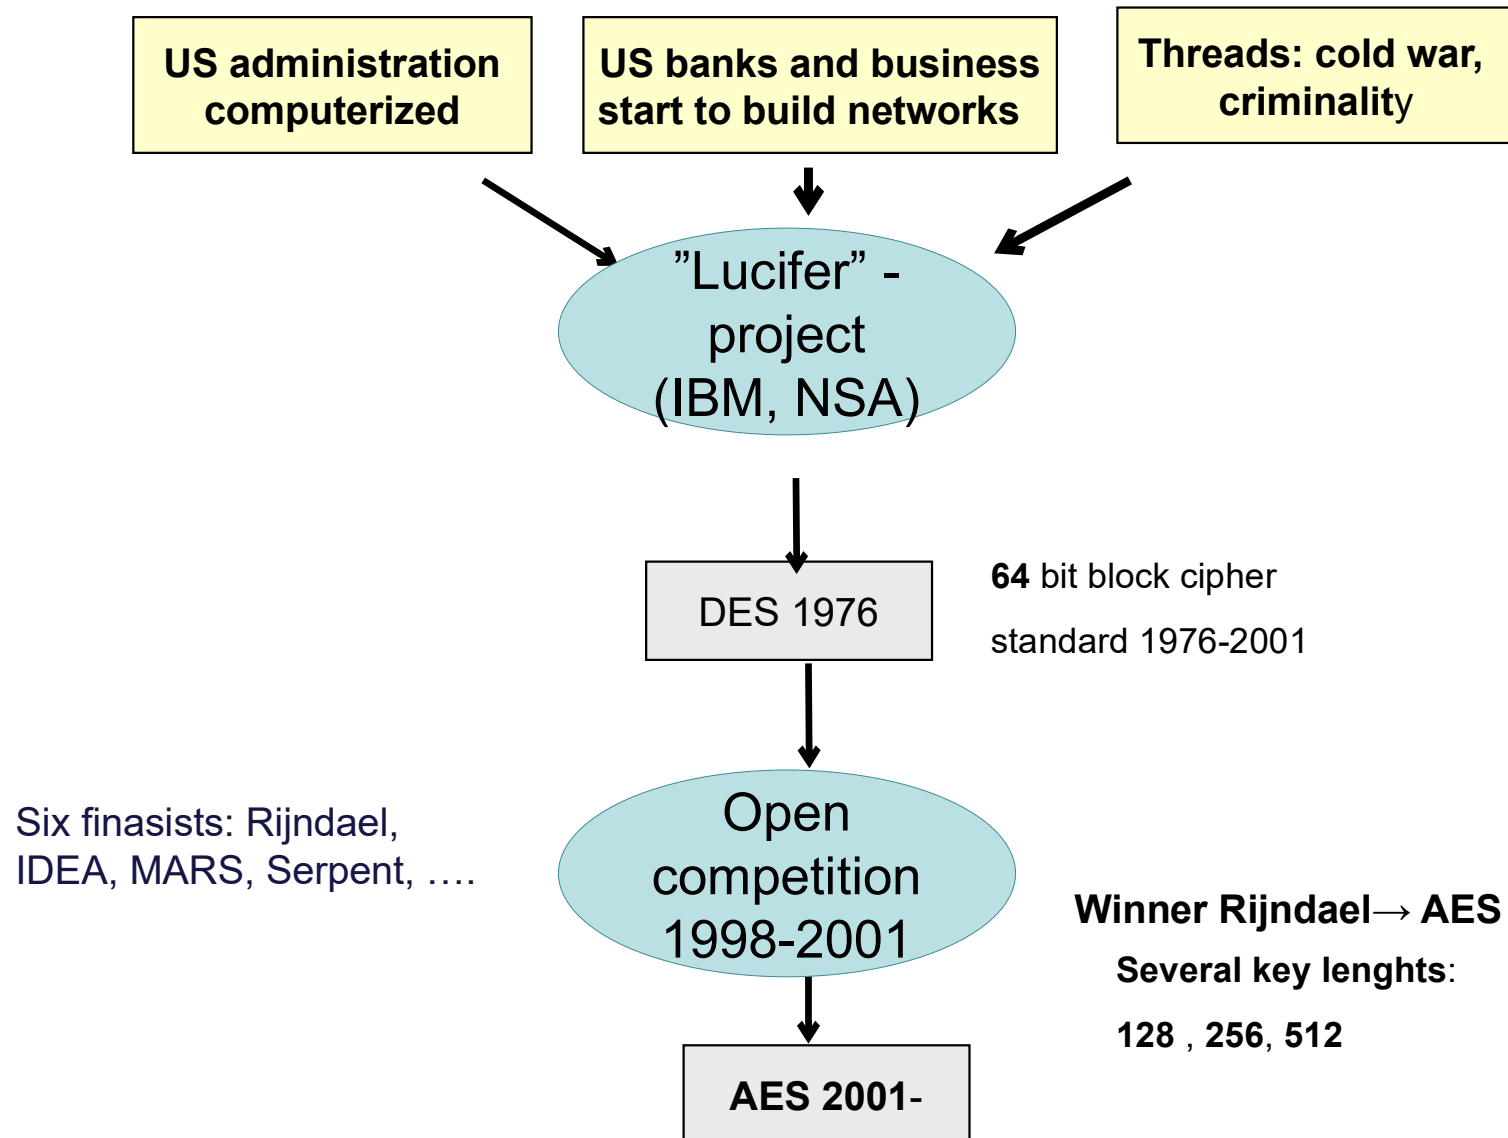 US administration
computerized
US banks and business
start to build networks
Threads: cold war,
criminality
”Lucifer” -
project
(IBM, NSA)
DES 1976
64 bit block cipher
standard 1976-2001
Six finasists: Rijndael,
IDEA, MARS, Serpent, ….
Open
competition
1998-2001
Winner Rijndael→ AES
Several key lenghts:
128 , 256, 512
AES 2001-